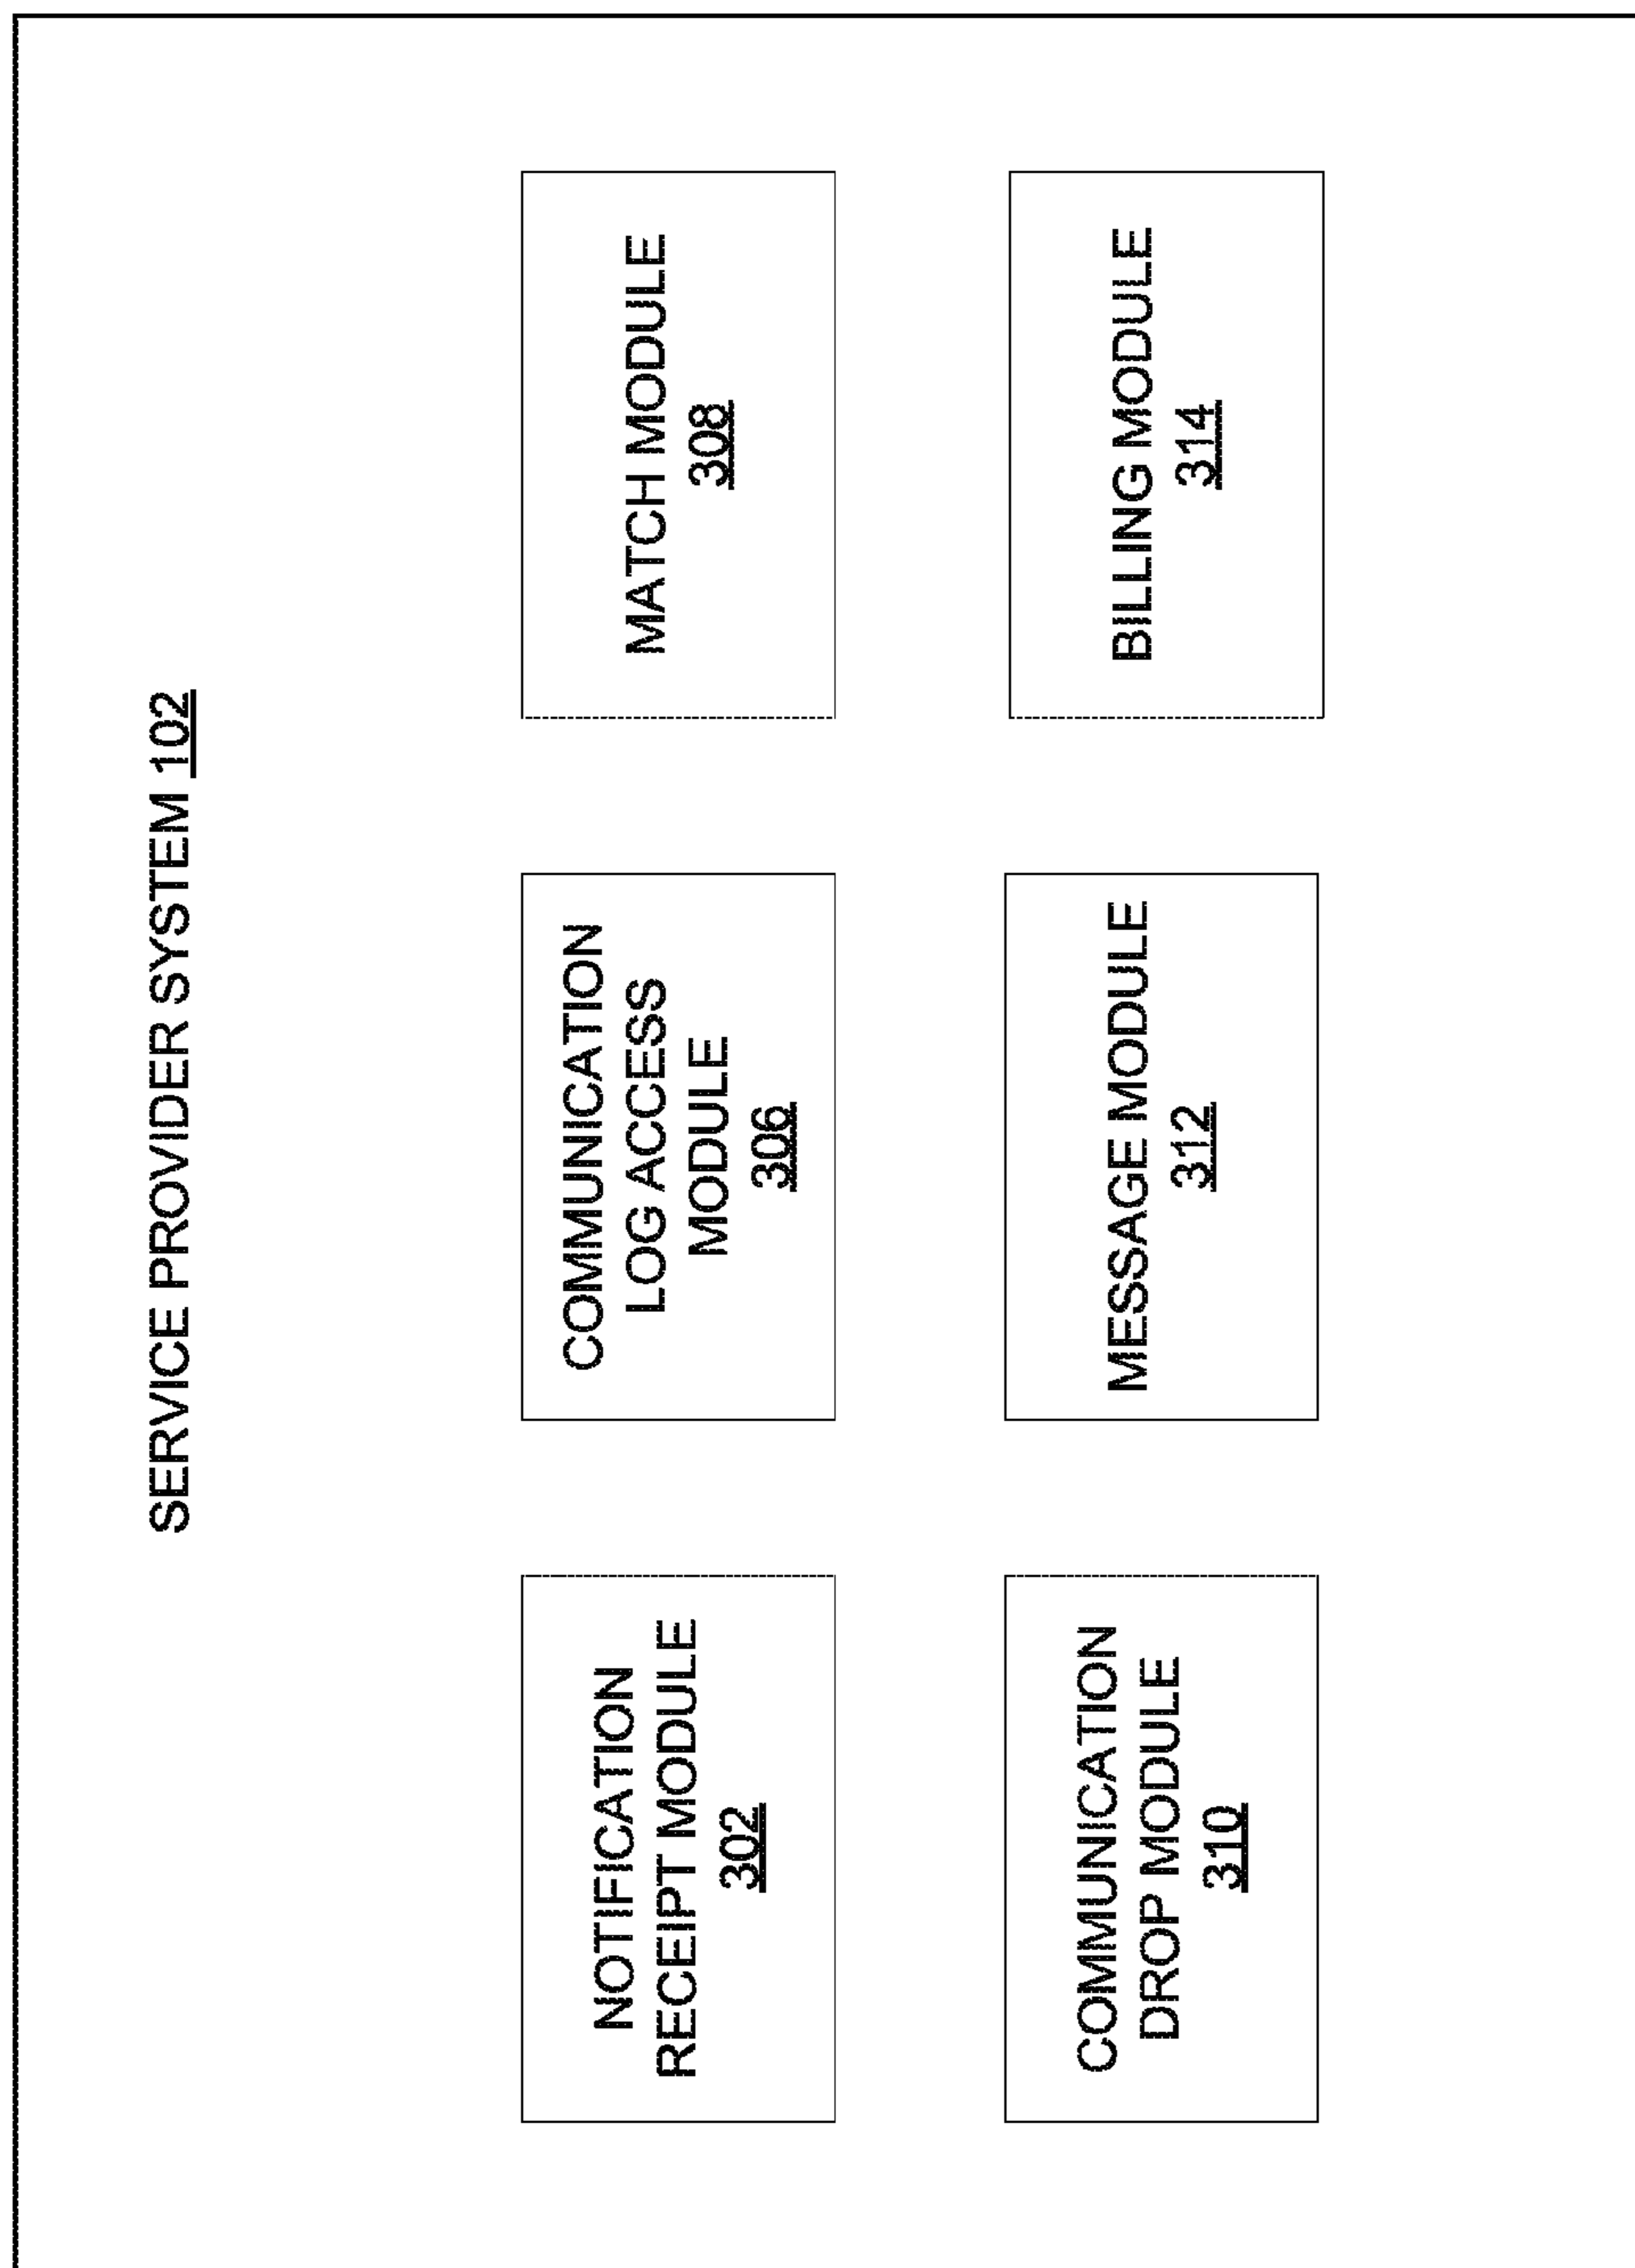 SERVICE PROVIDER SYSTEM 102
NOTIFICATION
RECEIPT MODULE
302
COMMUNICATION
LOG ACCESS
MODULE
306
MATCH MODULE
308
COMMUNICATION
DROP MODULE
310
MESSAGE MODULE
312
BILLING MODULE
314